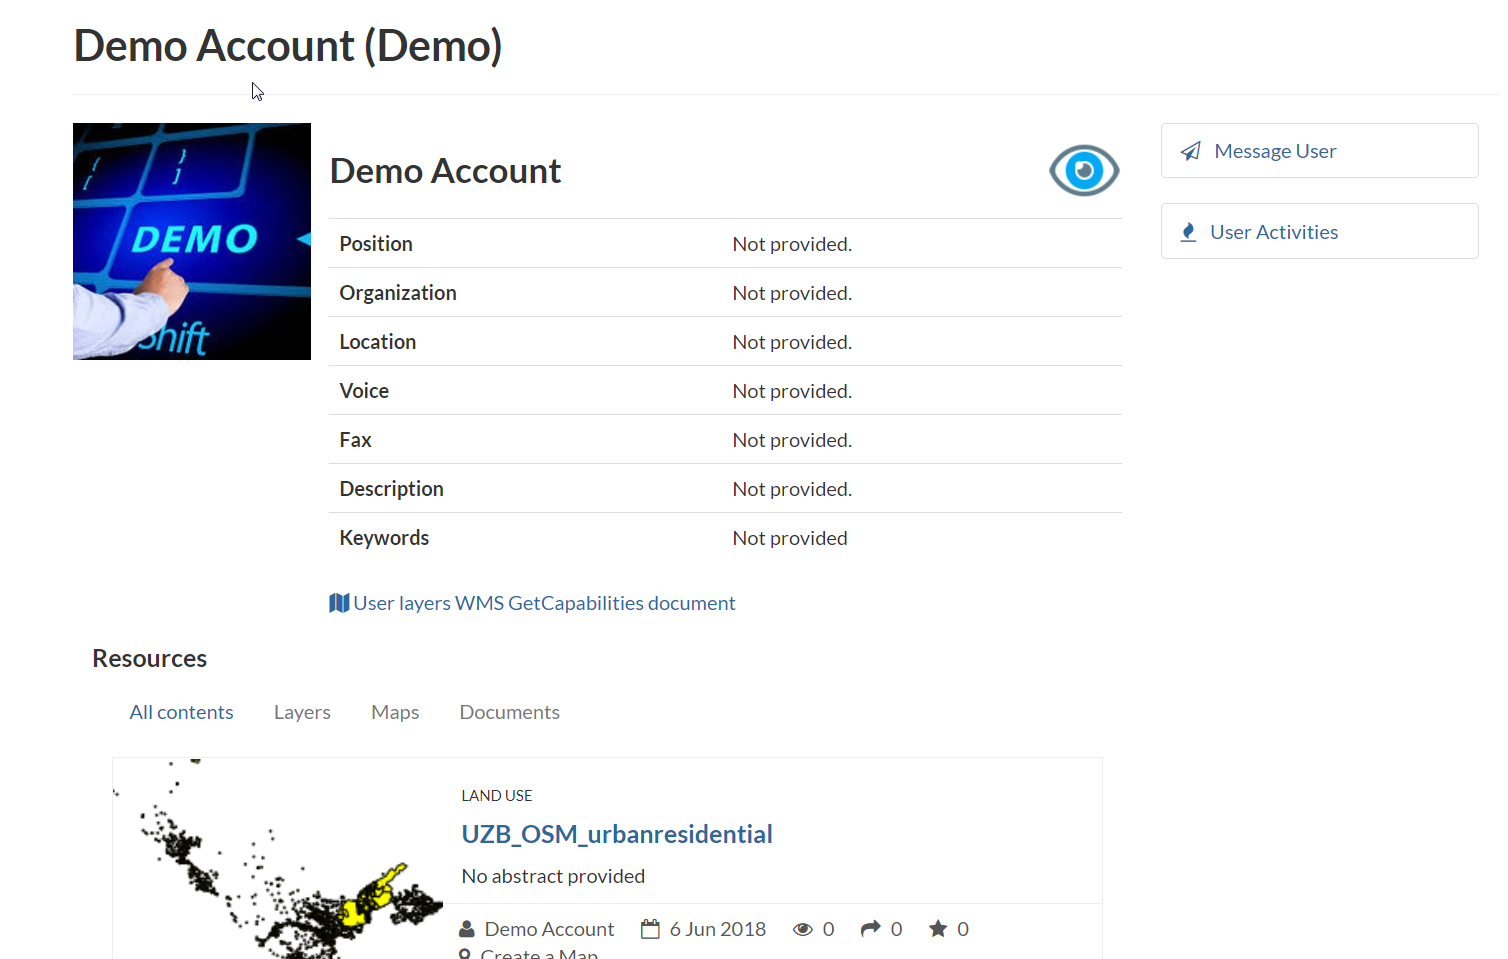 Demo Account (Demo)
{ }
[ ]
DEMO
Shift
Demo Account
Message User
User Activities
Position Not provided.
Organization Not provided.
Location Not provided.
Voice Not provided.
Fax Not provided.
Description Not provided.
Keywords Not provided
User layers WMS GetCapabilities document
Resources
All contents Layers Maps Documents
LAND USE
UZB_OSM_urbanresidential
No abstract provided
Demo Account 6 Jun 2018 0 0 0
Create a Map